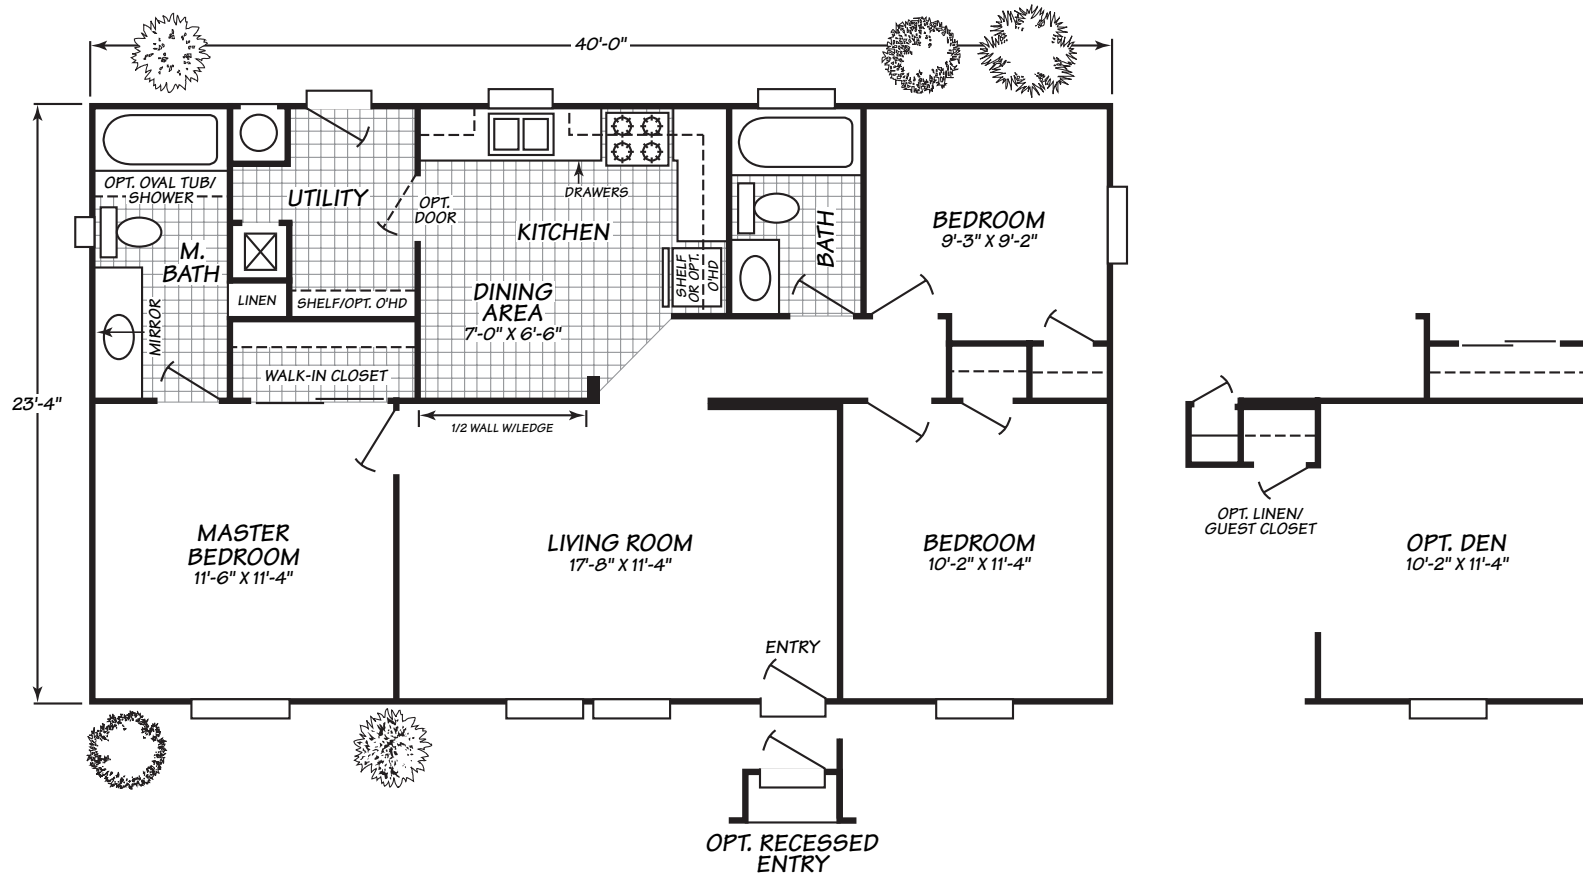 40'-0"
OPT. OVAL TUB/
SHOWER
UTILITY
OPT.
DOOR
DRAWERS
KITCHEN
M.
BATH
BATH
BEDROOM
9'-3" X 9'-2"
SHELF
OR OPT.
O'HD
LINEN
SHELF/OPT. O'HD
DINING
AREA
7'-0" X 6'-6"
MIRROR
WALK-IN CLOSET
23'-4"
1/2 WALL W/LEDGE
MASTER
BEDROOM
11'-6" X 11'-4"
LIVING ROOM
17'-8" X 11'-4"
BEDROOM
10'-2" X 11'-4"
OPT. LINEN/
GUEST CLOSET
OPT. DEN
10'-2" X 11'-4"
ENTRY
OPT. RECESSED
ENTRY